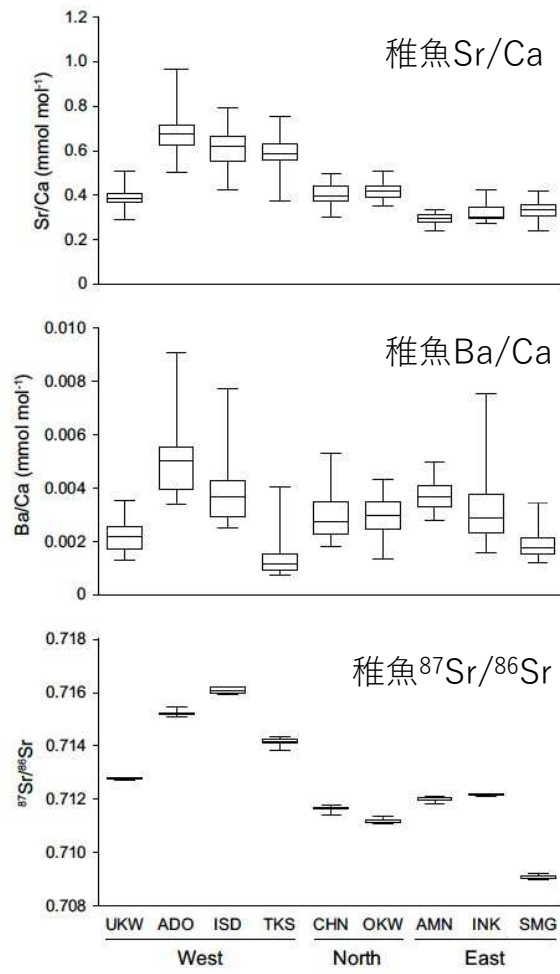 稚魚Sr/Ca
Sr/Ca (mmol mol⁻¹)
1.2
1.0
0.8
0.6
0.4
0.2
0
稚魚Ba/Ca
Ba/Ca (mmol mol⁻¹)
0.010
0.008
0.006
0.004
0.002
0
稚魚⁸⁷Sr/⁸⁶Sr
⁸⁷Sr/⁸⁶Sr
0.718
0.716
0.714
0.712
0.710
0.708
UKW ADO ISD TKS CHN OKW AMN INK SMG
West North East